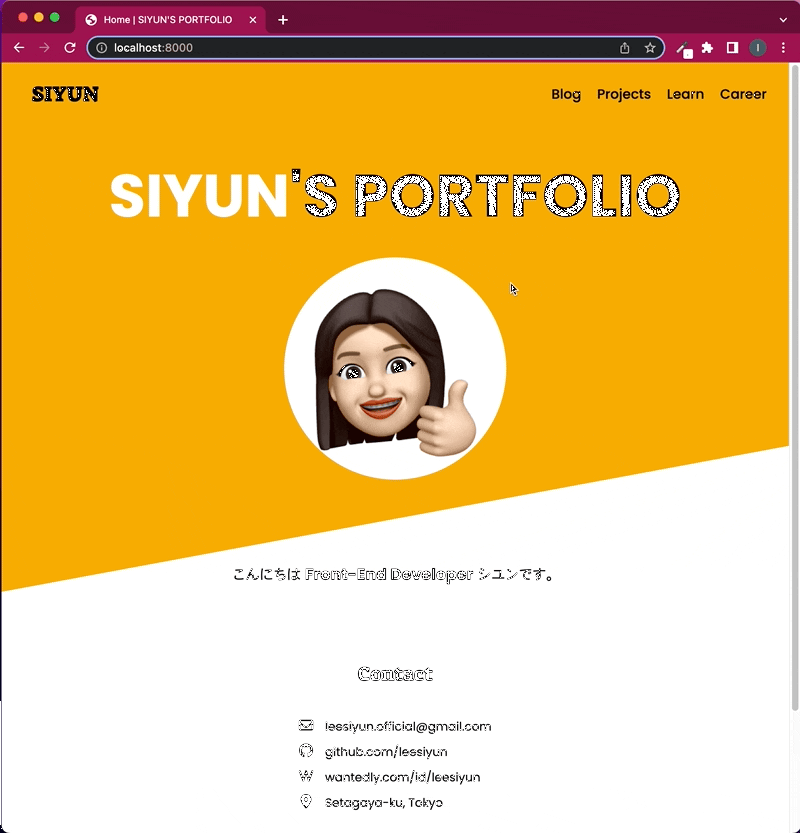 Home | SIYUN'S PORTFOLIO
localhost:8000
I
SIYUN
Blog Projects Learn Career
SIYUN'S PORTFOLIO
こんにちは Front-End Developer シユンです。
Contact
leesiyun.official@gmail.com
github.com/leesiyun
wantedly.com/id/leesiyun
Setagaya-ku, Tokyo